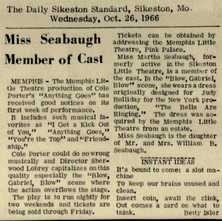 The Daily Sikeston Standard, Sikeston, Mo.
Wednesday, Oct. 26, 1966
Miss Seabaugh
Member of Cast
MEMPHIS - The Memphis Lit-
tle Theatre production of Cole
Porter's "Anything Goes" has
received good notices on its
first week of performance.
It includes such musical favor-
ites as "I Get A Kick Out
of You," "Anything Goes,"
"You're the Top" and "Friend-
ship."
Cole Porter could do no wrong
musically and Director Sher-
wood Lohrey capitalizes on this
quality especially the "Blow,
Gabriel, Blow" scene
where the action overflows the stage.
The play is to run nightly for
two weekends and tickets are
being sold through Friday.
Tickets can be obtained by
addressing the Memphis Little
Theatre, Pink Palace.
Miss Martha Seabaugh, for-
merly active in the Sikeston
Little Theatre, is a member of
the cast. In the "Blow, Gabriel,
blow" scene, she wears a dress
originally designed for Judy
Holliday for the New York pro-
duction, "The Bells Are
Ringing." The dress was ac-
quired by the Memphis Little
Theatre from an estate.
Miss Seabaugh is the daughter
of Mr. and Mrs. William B.
Seabaugh.
INSTANT IDEAS
It's bound to come: a slot ma-
chine
To keep our brains unused and
clean,
Insert coin, await the clink
Out comes a card on what to
think.